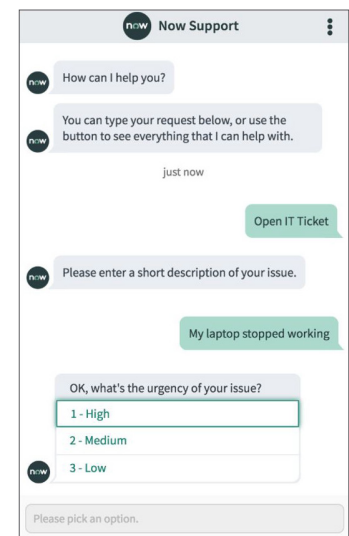 now Now Support
now How can I help you?
You can type your request below, or use the
now button to see everything that I can help with.
just now
Open IT Ticket
now Please enter a short description of your issue.
My laptop stopped working
OK, what's the urgency of your issue?
1 - High
2 - Medium
now 3 - Low
Please pick an option.